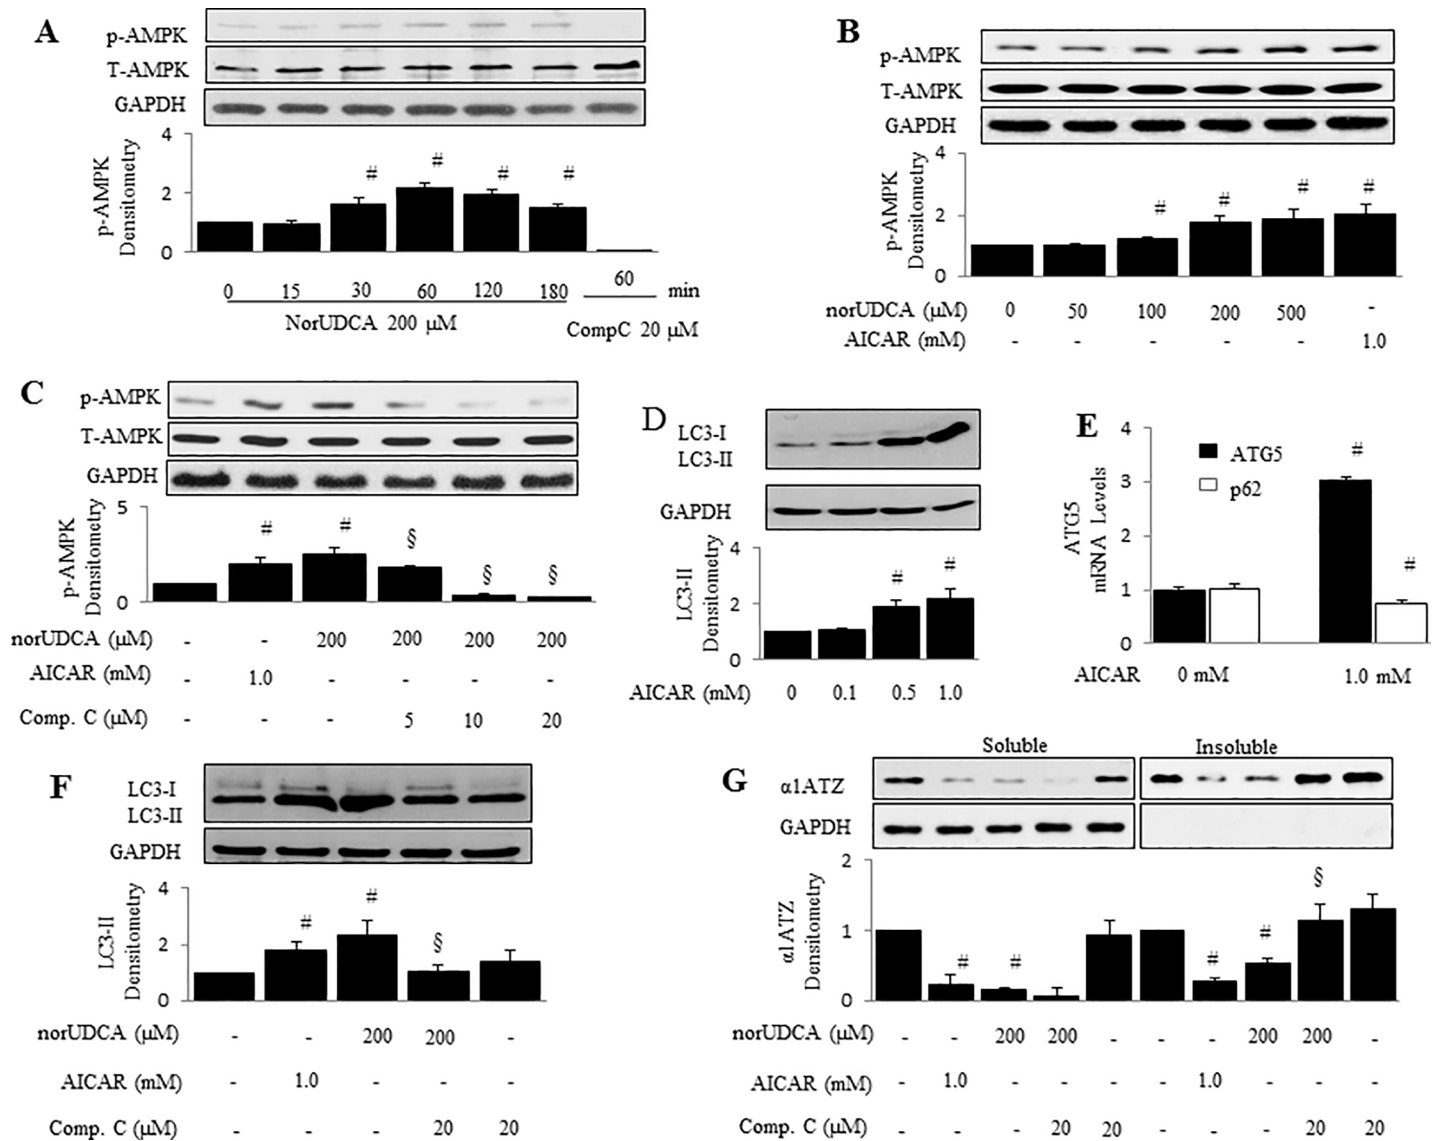 A
p-AMPK
T-AMPK
GAPDH
p-AMPK
Densitometry
4
2
0
# # # #
0 15 30 60 120 180 60 min
NorUDCA 200 µM
CompC 20 µM
B
p-AMPK
T-AMPK
GAPDH
p-AMPK
Densitometry
4
2
0
# # # #
norUDCA (µM) 0 50 100 200 500 -
AICAR (mM) - - - - - 1.0
C
p-AMPK
T-AMPK
GAPDH
p-AMPK
Densitometry
5
0
# # § § §
norUDCA (µM) - - 200 200 200 200
AICAR (mM) - 1.0 - - - -
Comp. C (µM) - - - 5 10 20
D
LC3-I
LC3-II
GAPDH
LC3-II
Densitometry
4
2
0
# #
AICAR (mM) 0 0.1 0.5 1.0
E
ATG5
mRNA Levels
4
3
2
1
0
ATG5
p62
# #
AICAR 0 mM 1.0 mM
F
LC3-I
LC3-II
GAPDH
LC3-II
Densitometry
4
2
0
# # §
norUDCA (µM) - - 200 200 -
AICAR (mM) - 1.0 - - -
Comp. C (µM) - - - 20 20
G
Soluble Insoluble
α1ATZ
GAPDH
α1ATZ
Densitometry
2
1
0
# # # # §
norUDCA (µM) - - 200 200 - - - 200 200 -
AICAR (mM) - 1.0 - - - - 1.0 - - -
Comp. C (µM) - - - 20 20 - - - 20 20